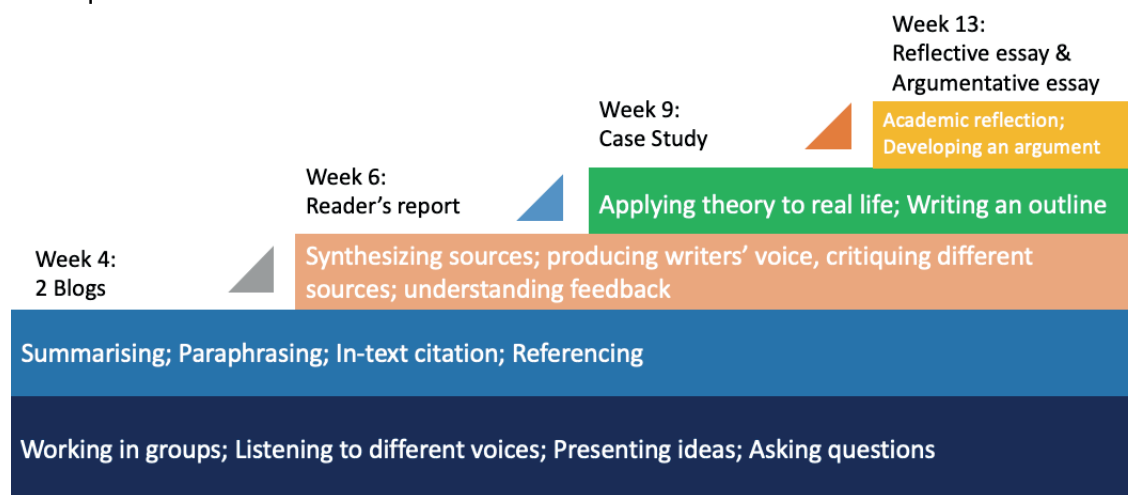 Week 13:
Reflective essay &
Argumentative essay
Week 9:
Case Study
Academic reflection;
Developing an argument
Week 6:
Reader's report
Applying theory to real life; Writing an outline
Week 4:
2 Blogs
Synthesizing sources; producing writers' voice, critiquing different
sources; understanding feedback
Summarising; Paraphrasing; In-text citation; Referencing
Working in groups; Listening to different voices; Presenting ideas; Asking questions